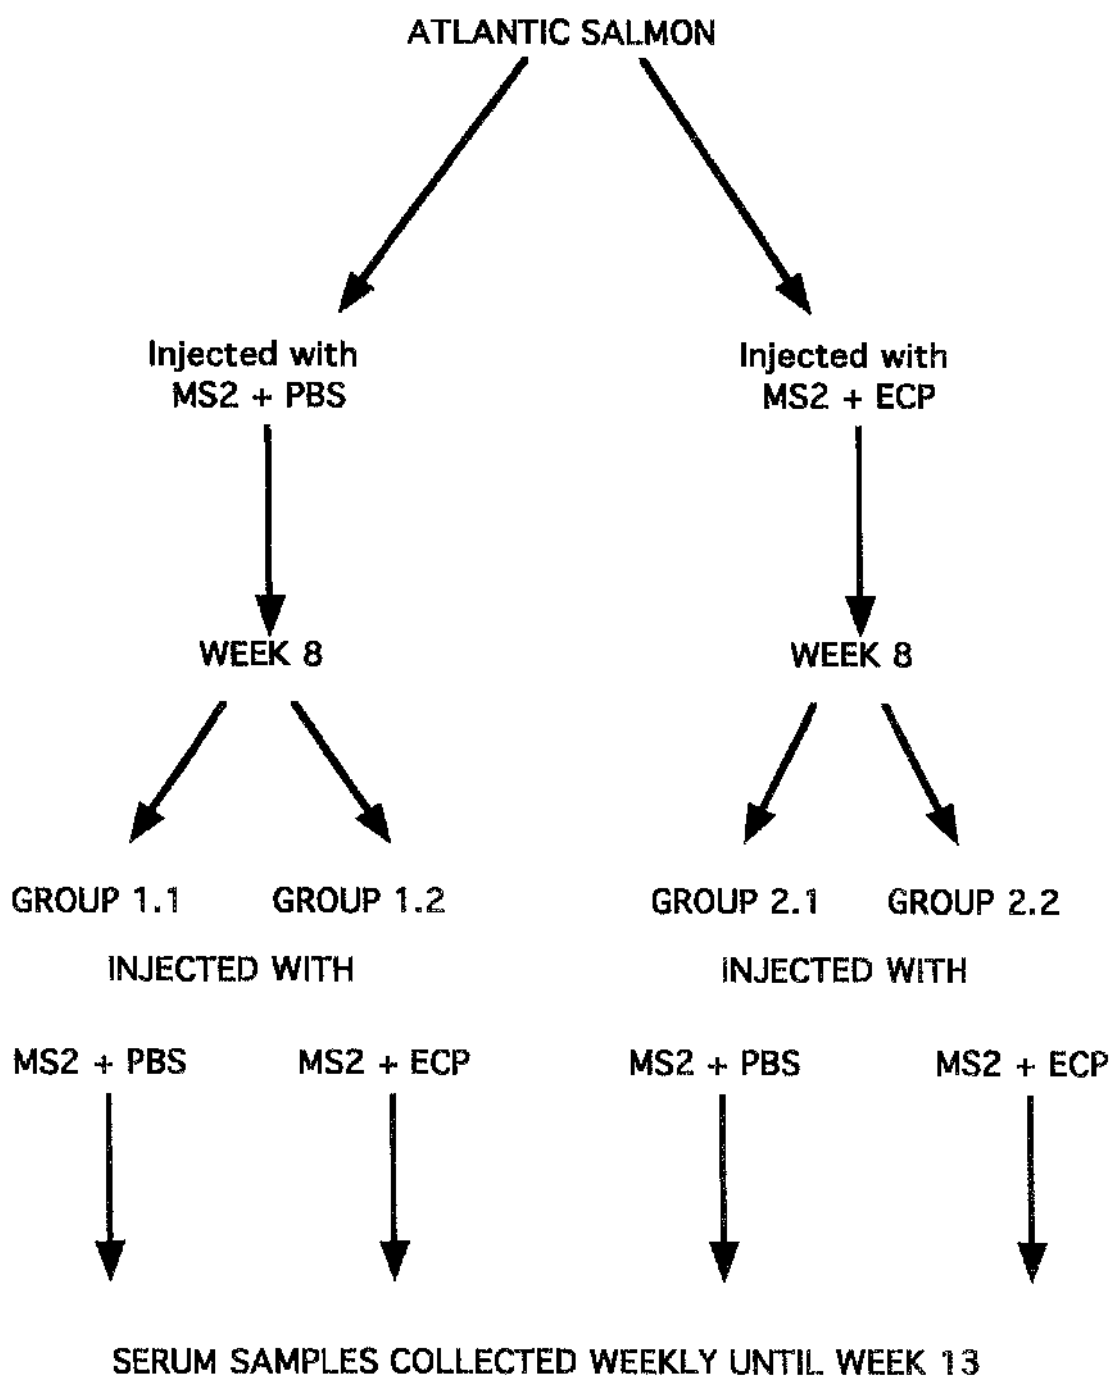 ATLANTIC SALMON
Injected with
MS2 + PBS
Injected with
MS2 + ECP
WEEK 8
WEEK 8
GROUP 1.1
GROUP 1.2
GROUP 2.1
GROUP 2.2
INJECTED WITH
INJECTED WITH
MS2 + PBS
MS2 + ECP
MS2 + PBS
MS2 + ECP
SERUM SAMPLES COLLECTED WEEKLY UNTIL WEEK 13